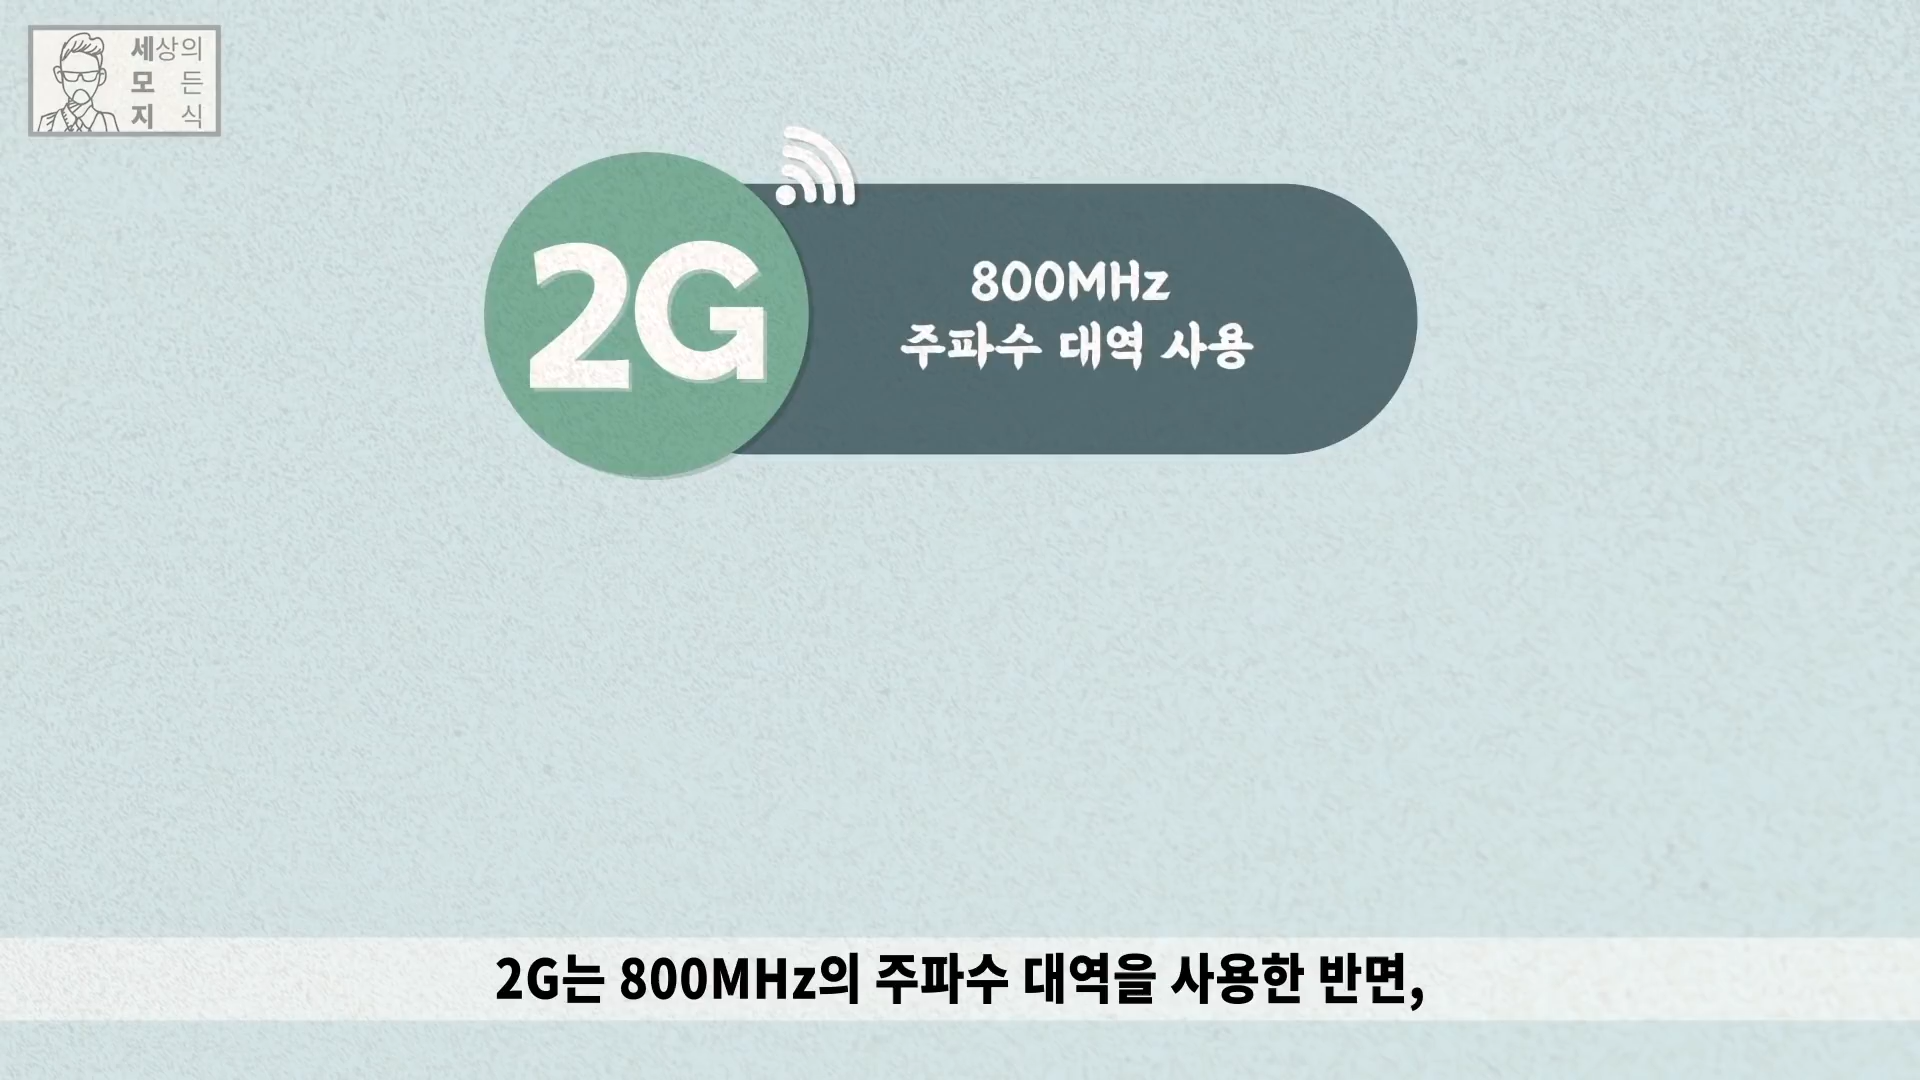 세상의
모든
지식
2G
800MHz
주파수 대역 사용
2G는 800MHz의 주파수 대역을 사용한 반면,